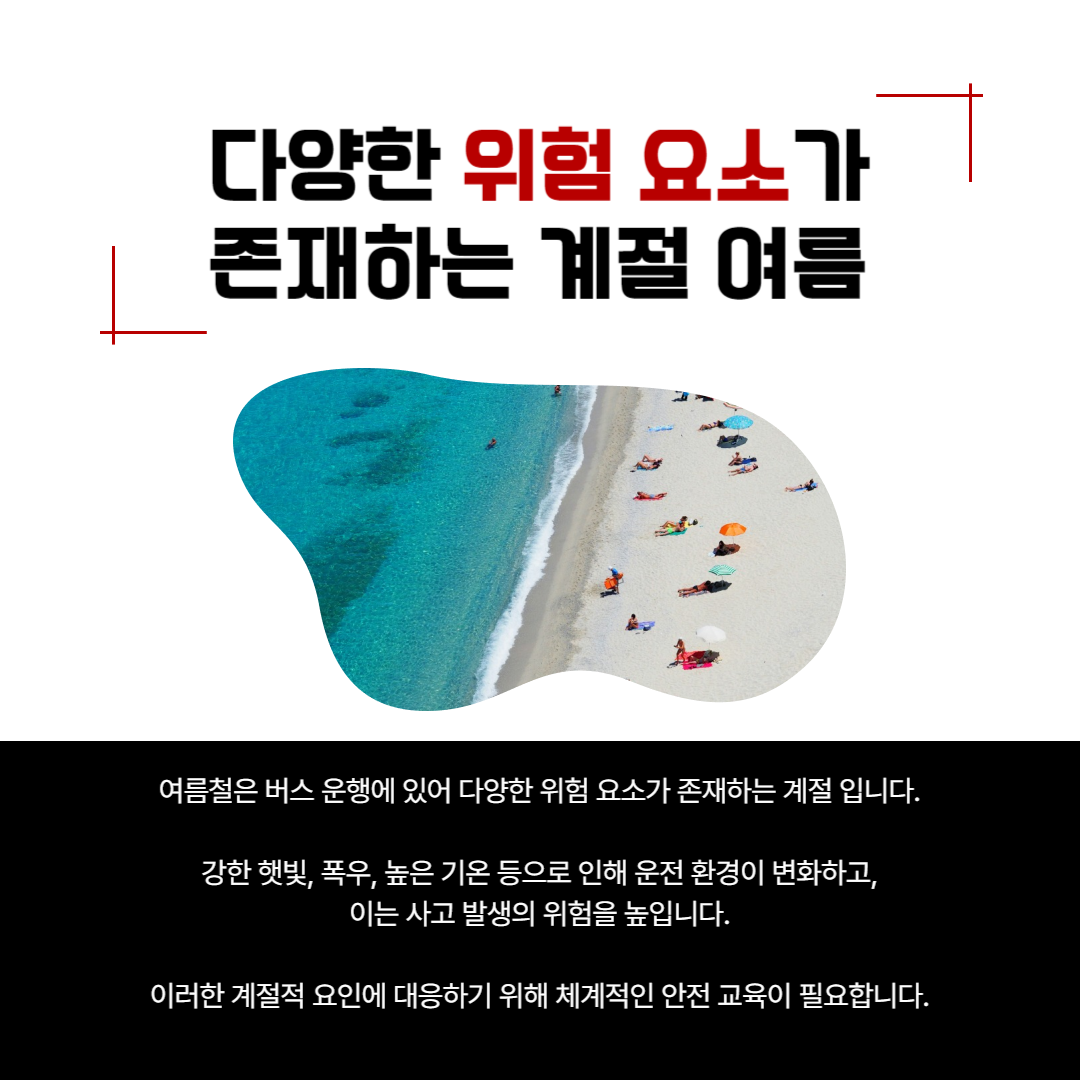 다양한 위험 요소가
존재하는 계절 여름
여름철은 버스 운행에 있어 다양한 위험 요소가 존재하는 계절 입니다.
강한 햇빛, 폭우, 높은 기온 등으로 인해 운전 환경이 변화하고,
이는 사고 발생의 위험을 높입니다.
이러한 계절적 요인에 대응하기 위해 체계적인 안전 교육이 필요합니다.